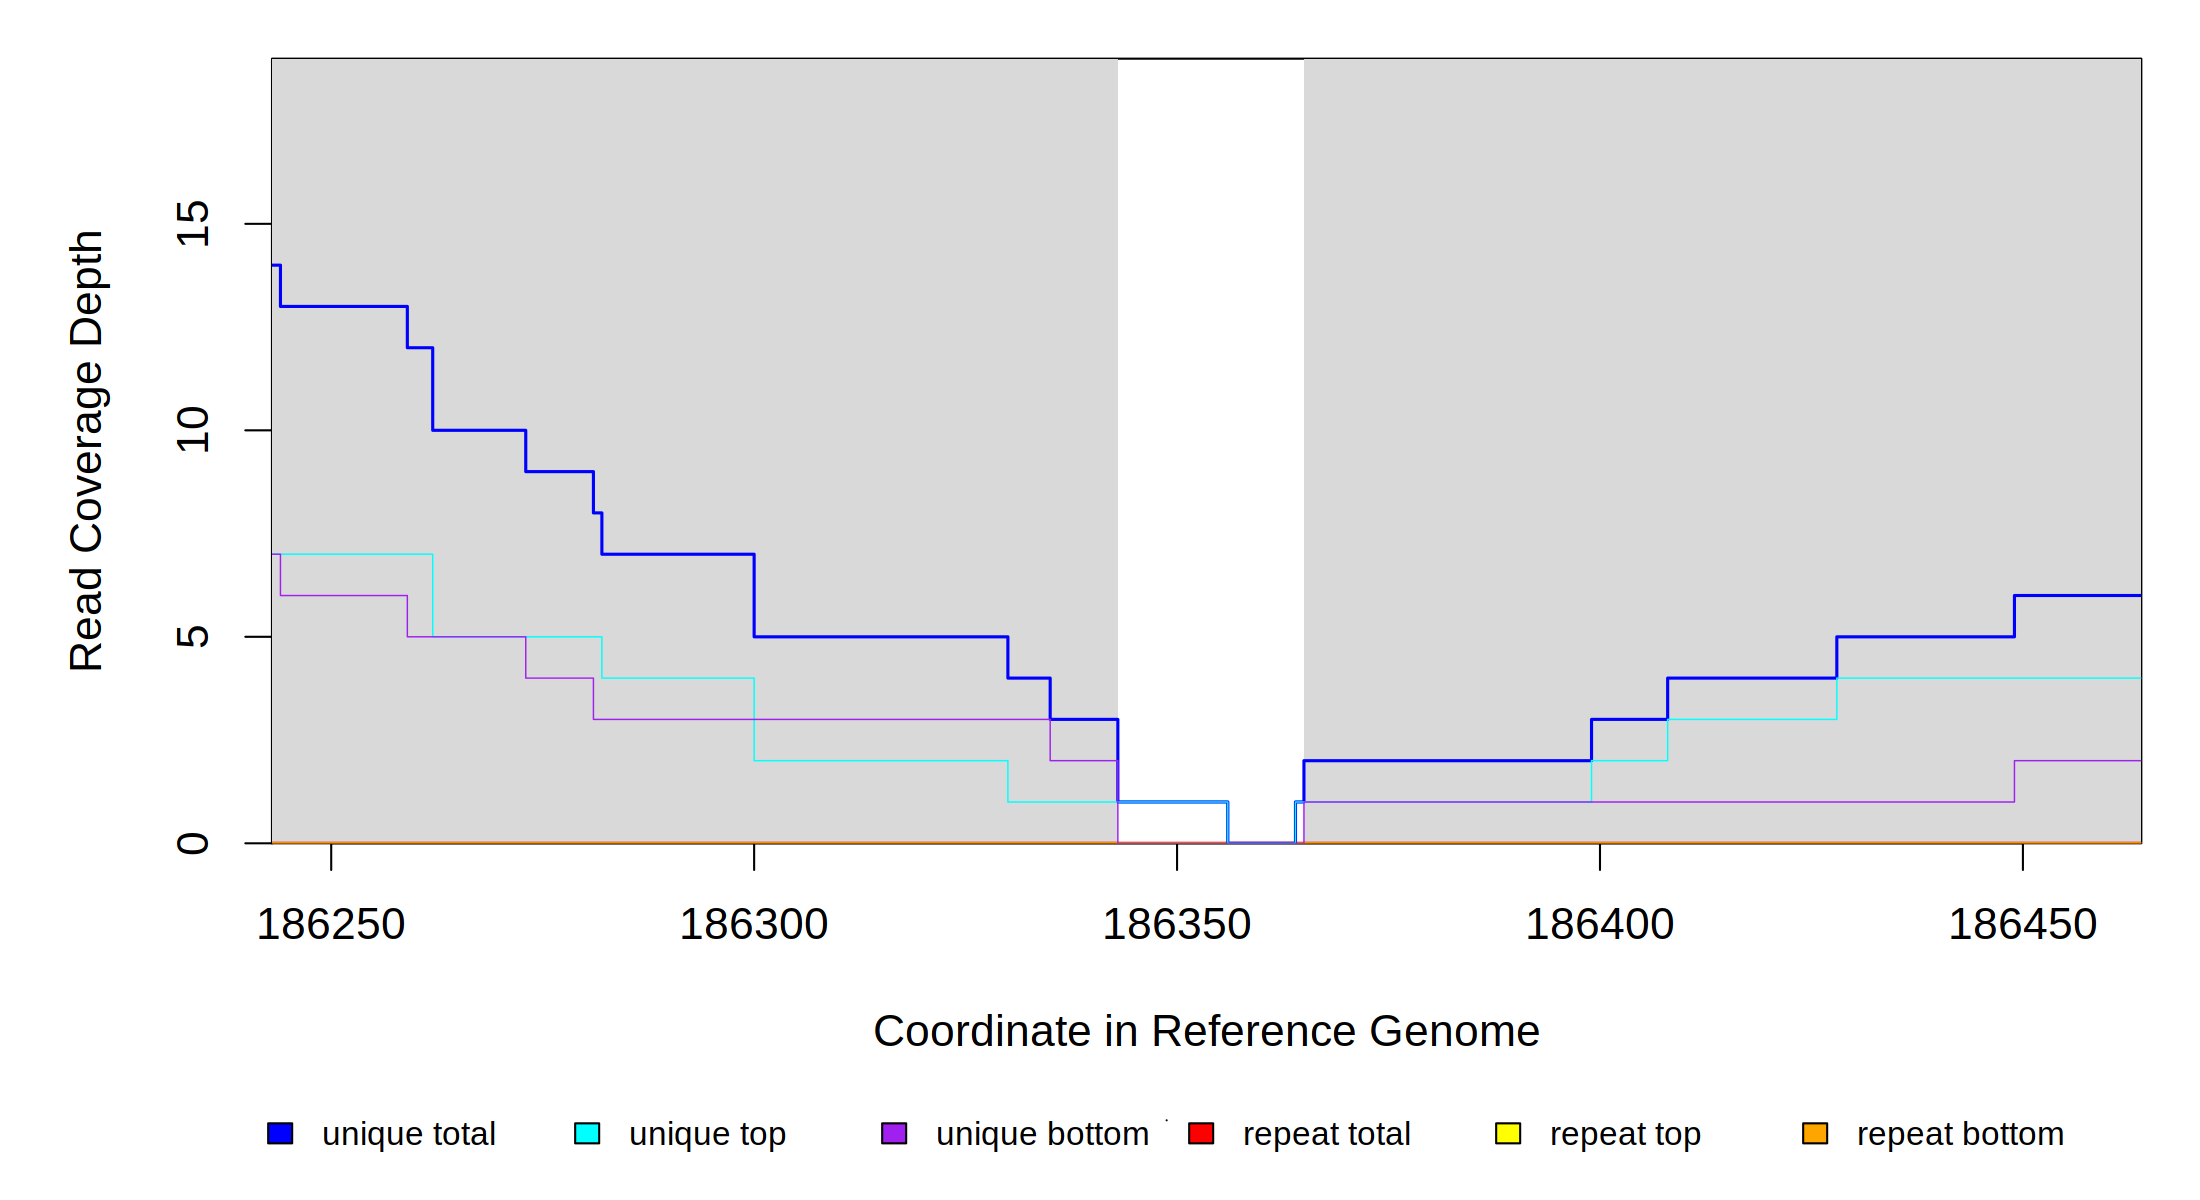 Read Coverage Depth
15
10
5
0
186250 186300 186350 186400 186450
Coordinate in Reference Genome
unique total unique top unique bottom repeat total repeat top repeat bottom